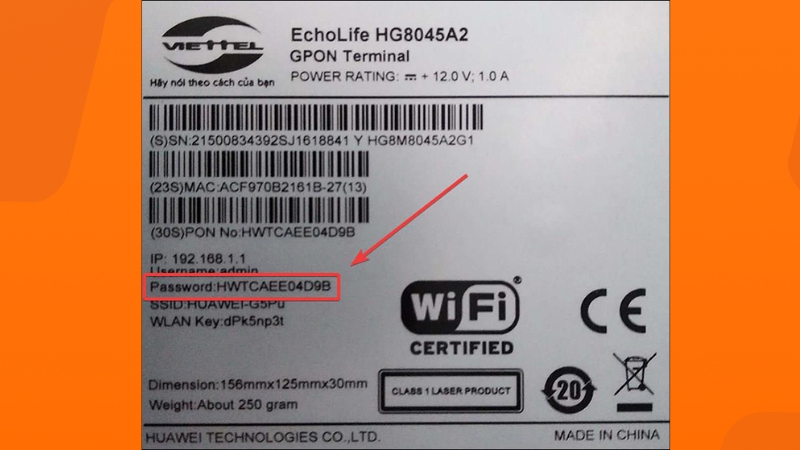 VIETTEL
Hãy nói theo cách của bạn
EchoLife HG8045A2
GPON Terminal
POWER RATING: ⎓ + 12.0 V; 1.0 A
(S)SN:21500834392SJ1618841 Y HG8M8045A2G1
(23S)MAC:ACF970B2161B-27(13)
(30S)PON No:HWTCAEE04D9B
IP: 192.168.1.1
Username:admin
Password:HWTCAEE04D9B
SSID:HUAWEI-G5Pu
WLAN Key:dPk5np3t
WiFi®
CERTIFIED
CE
Dimension:156mmx125mmx30mm
Weight:About 250 gram
CLASS 1 LASER PRODUCT
20
HUAWEI TECHNOLOGIES CO.,LTD.
MADE IN CHINA